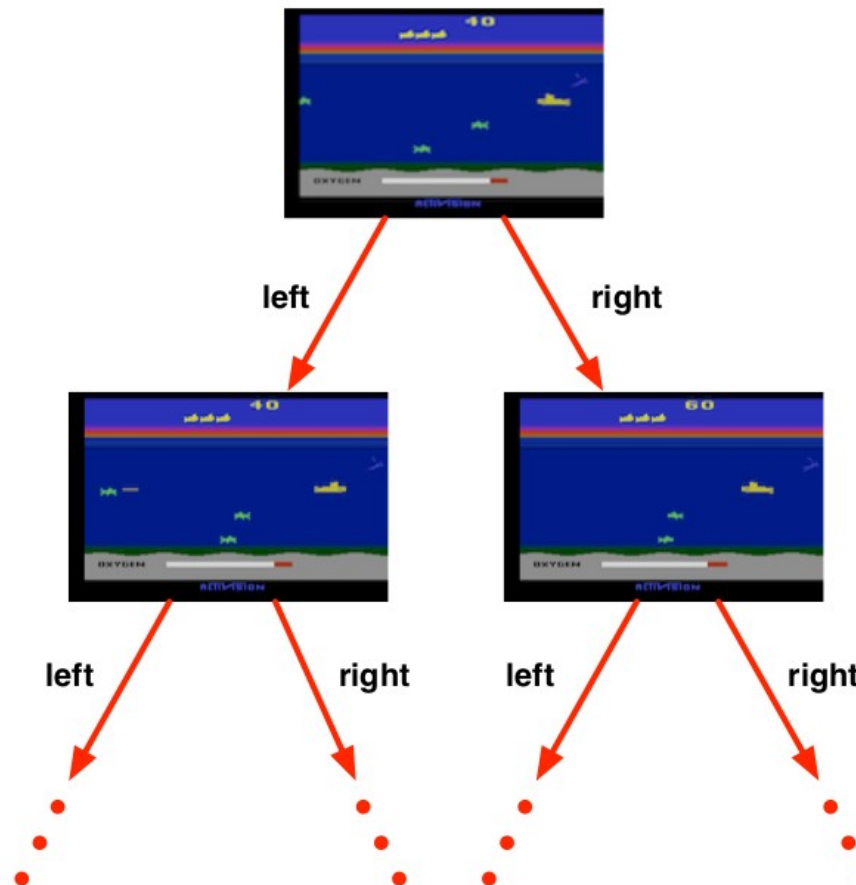 40
OXYGEN
ACTIVISION
left
right
40
60
OXYGEN
OXYGEN
ACTIVISION
ACTIVISION
left
right
left
right